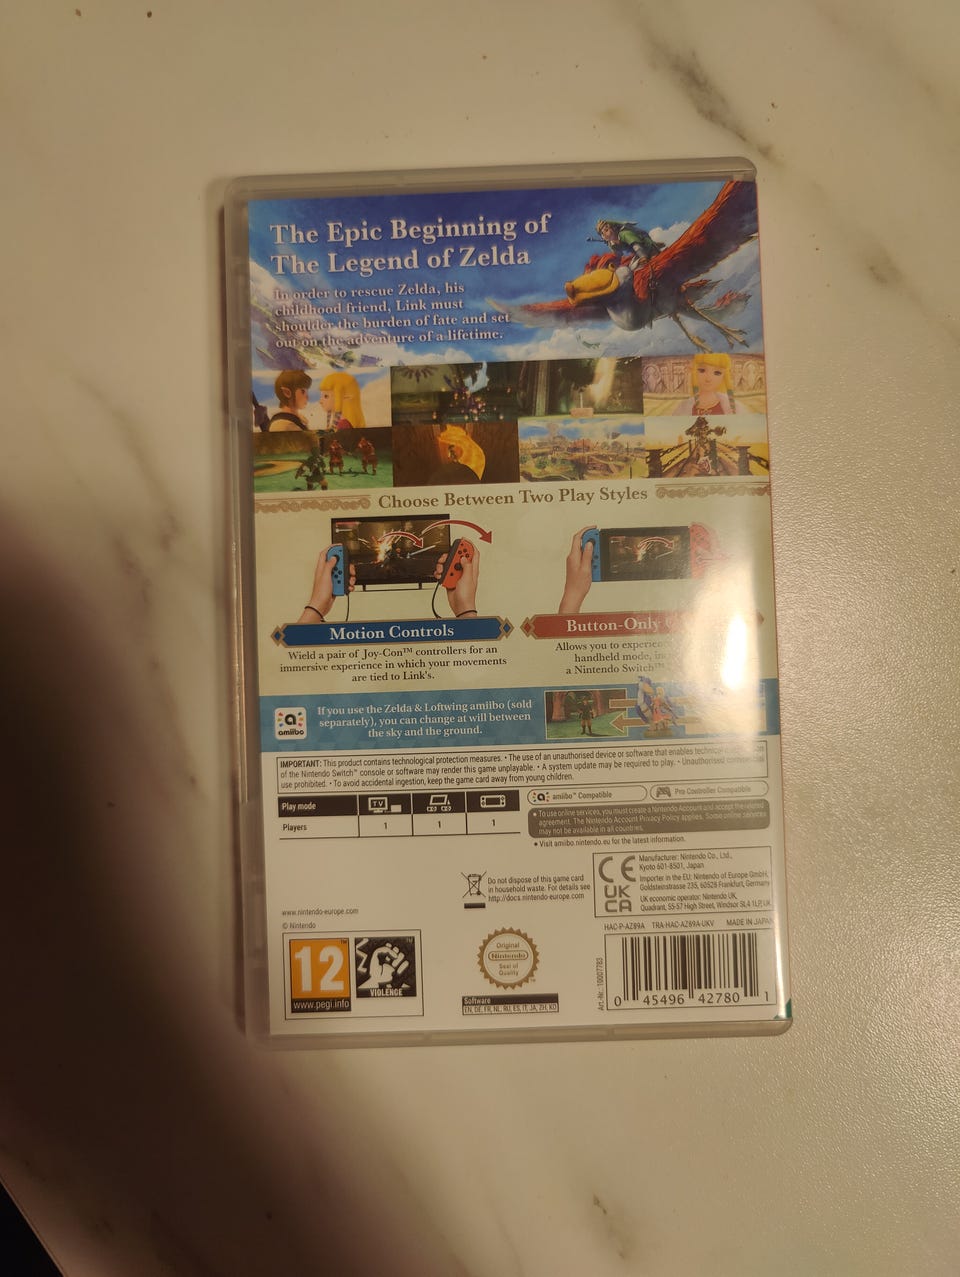 The Epic Beginning of
The Legend of Zelda
In order to rescue Zelda, his
childhood friend, Link must
shoulder the burden of fate and set
out on the adventure of a lifetime.
Choose Between Two Play Styles
Motion Controls
Wield a pair of Joy-Con™ controllers for an
immersive experience in which your movements
are tied to Link's.
Button-Only
Allows you to
handheld mode,
a Nintendo Switch™
amiibo
If you use the Zelda & Loftwing amiibo (sold
separately), you can change at will between
the sky and the ground.
IMPORTANT: This product contains technological protection measures. • The use of an unauthorised device or software that enables technical
of the Nintendo Switch™ console or software may render this game unplayable. • A system update may be required to play. • Unauthorised
use prohibited. • To avoid accidental ingestion, keep the game card away from young children.
Play mode TV
Players 1 1 1
amiibo™ Compatible
Pro Controller Compatible
• To use online services, you must create a Nintendo Account and accept the related
agreement. The Nintendo Account Privacy Policy applies. Some online services
may not be available in all countries.
• Visit amiibo.nintendo.eu for the latest information.
Do not dispose of this game card
in household waste. For details see
http://docs.nintendo-europe.com
CE
UK
CA
Manufacturer: Nintendo Co., Ltd.,
Kyoto 601-8501, Japan
Importer in the EU: Nintendo of Europe GmbH,
Goldsteinstrasse 235, 60528 Frankfurt, Germany
UK economic operator: Nintendo UK,
Quadrant, 55-57 High Street, Windsor SL4 1LP, UK
www.nintendo-europe.com
© Nintendo
HAC-P-AZ89A TRA-HAC-AZ89A-UKV MADE IN JAPAN
12
www.pegi.info
VIOLENCE
Original
Nintendo
Seal of
Quality
Software
EN, DE, FR, NL, RU, ES, IT, JA, ZH, KO
Art.-Nr.: 10007783
0 45496 42780 1